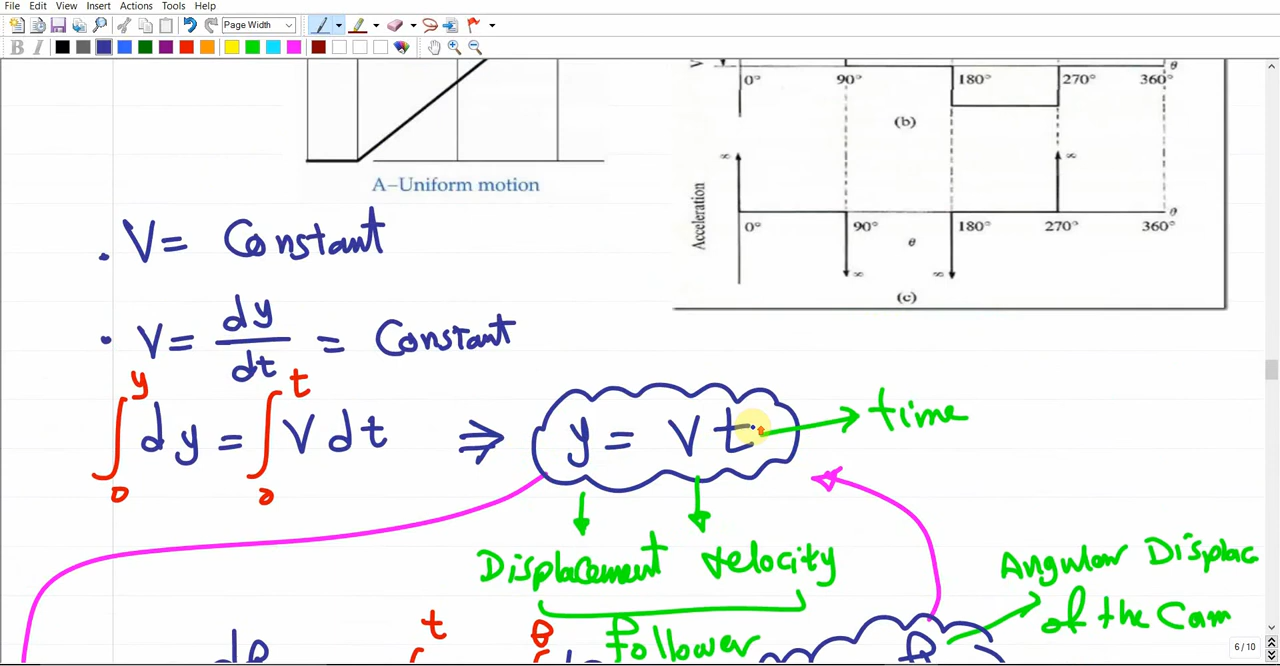 File Edit View Insert Actions Tools Help
Page Width
B I
V
0° 90° 180° 270° 360° θ
(b)
A–Uniform motion
∞ ∞
Acceleration
θ
0° 90° θ 180° 270° 360°
∞ ∞
(c)
. V = Constant
. V = dy/dt = Constant
∫₀^y dy = ∫₀^t V dt ⇒ y = V t → time
Displacement velocity
Angular Displac
of the Cam
follower
t θ
6 / 10